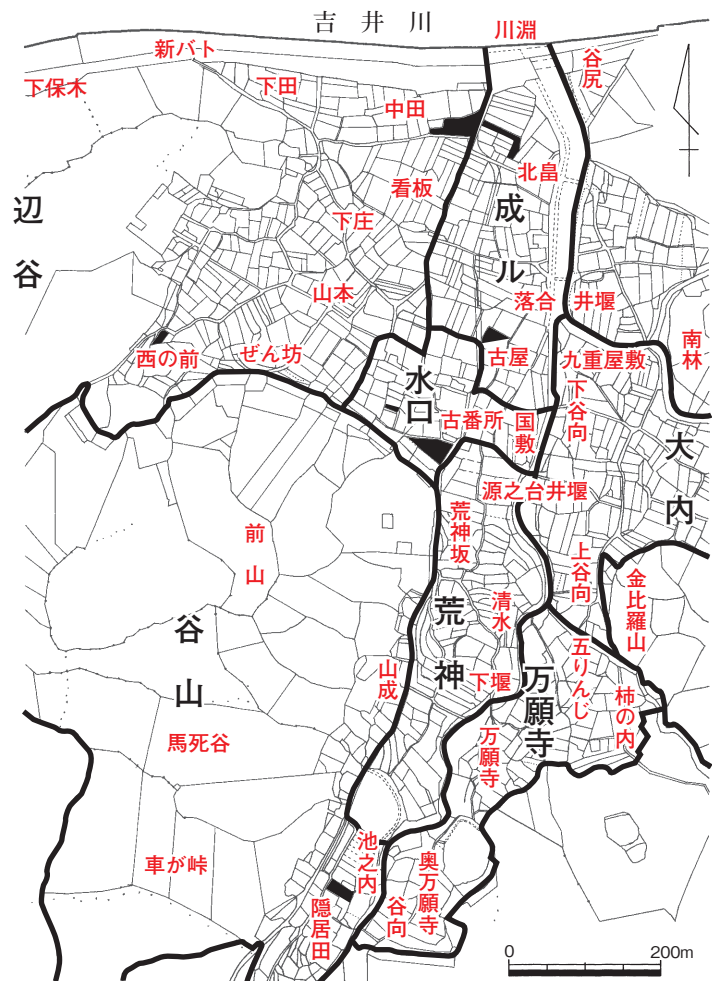 吉井川
川淵
新バト
谷尻
下保木
下田
中田
北畠
看板
成ル
辺谷
下庄
山本
落合
井堰
南林
西の前
ぜん坊
古屋
九重屋敷
水口
下谷向
古番所
国敷
大内
源之台井堰
荒神坂
前山
上谷向
金比羅山
清水
荒神
谷山
五りんじ
山成
下堰
万願寺
柿の内
馬死谷
万願寺
池之内
奥万願寺
車が峠
谷向
隠居田
0 200m